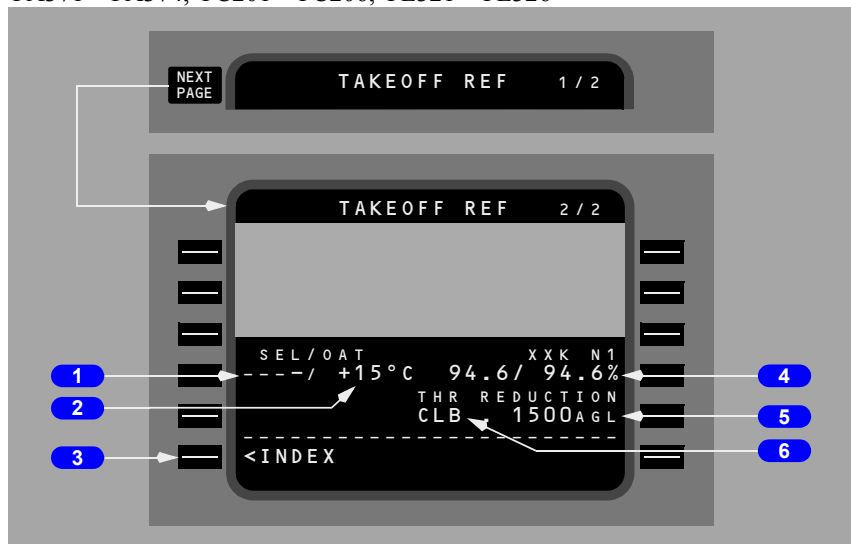 NEXT PAGE
TAKEOFF REF 1/2
TAKEOFF REF 2/2
SEL/OAT XXK N1
1 ----/ +15°C 94.6/ 94.6% 4
2
THR REDUCTION
CLB . 1500AGL 5
3 <INDEX 6